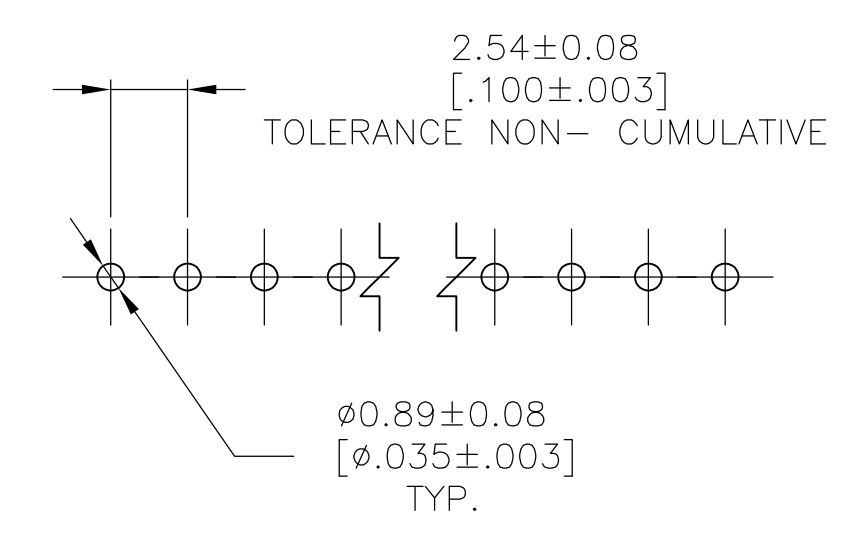 2.54±0.08
[.100±.003]
TOLERANCE NON- CUMULATIVE
ø0.89±0.08
[ø.035±.003]
TYP.